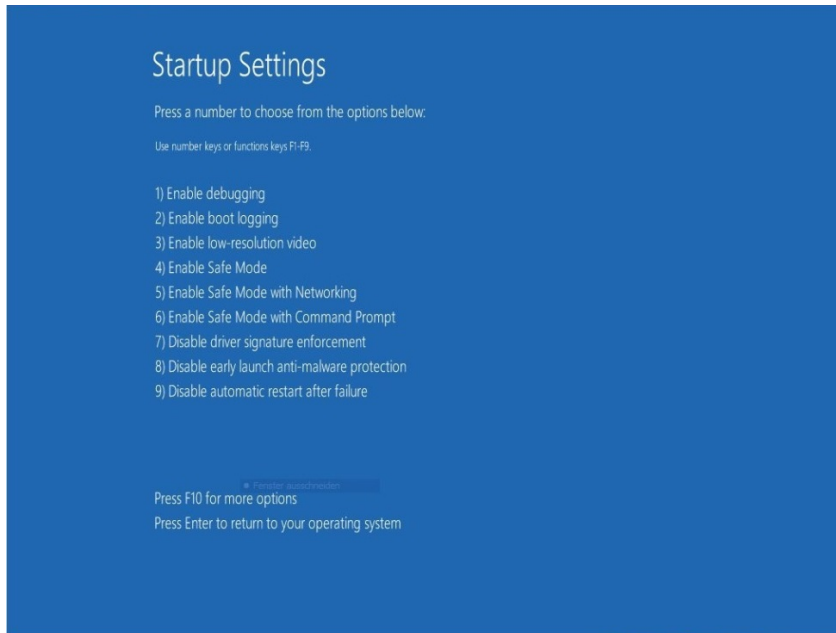 Startup Settings
Press a number to choose from the options below:
Use number keys or functions keys F1-F9.
1) Enable debugging
2) Enable boot logging
3) Enable low-resolution video
4) Enable Safe Mode
5) Enable Safe Mode with Networking
6) Enable Safe Mode with Command Prompt
7) Disable driver signature enforcement
8) Disable early launch anti-malware protection
9) Disable automatic restart after failure
Fenster ausschneiden
Press F10 for more options
Press Enter to return to your operating system